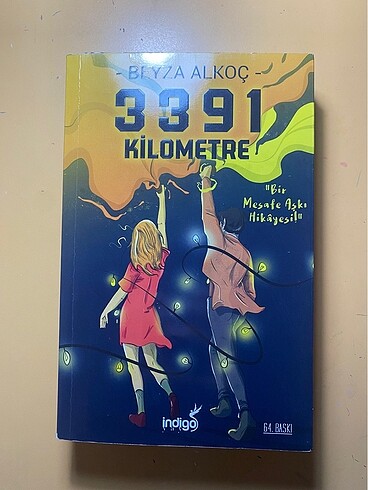 - BEYZA ALKOÇ -
3391
KİLOMETRE
"Bir
Mesafe Aşkı
Hikâyesi!"
indigo
64. BASKI